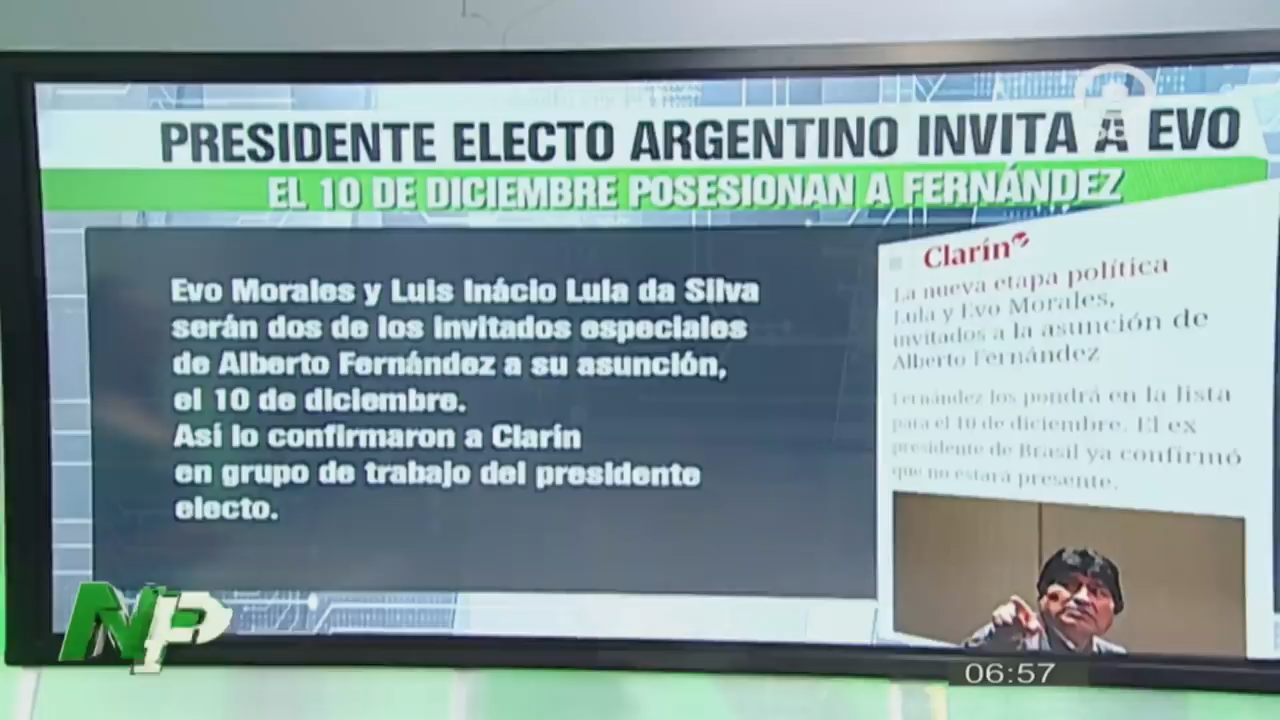 PRESIDENTE ELECTO ARGENTINO INVITA A EVO
EL 10 DE DICIEMBRE POSESIONAN A FERNÁNDEZ
Evo Morales y Luis Inácio Lula da Silva
serán dos de los invitados especiales
de Alberto Fernández a su asunción,
el 10 de diciembre.
Así lo confirmaron a Clarín
en grupo de trabajo del presidente
electo.
Clarín
La nueva etapa política
Lula y Evo Morales,
invitados a la asunción de
Alberto Fernández
Fernández los pondrá en la lista
para el 10 de diciembre. El ex
presidente de Brasil ya confirmó
que no estará presente.
NP
06:57